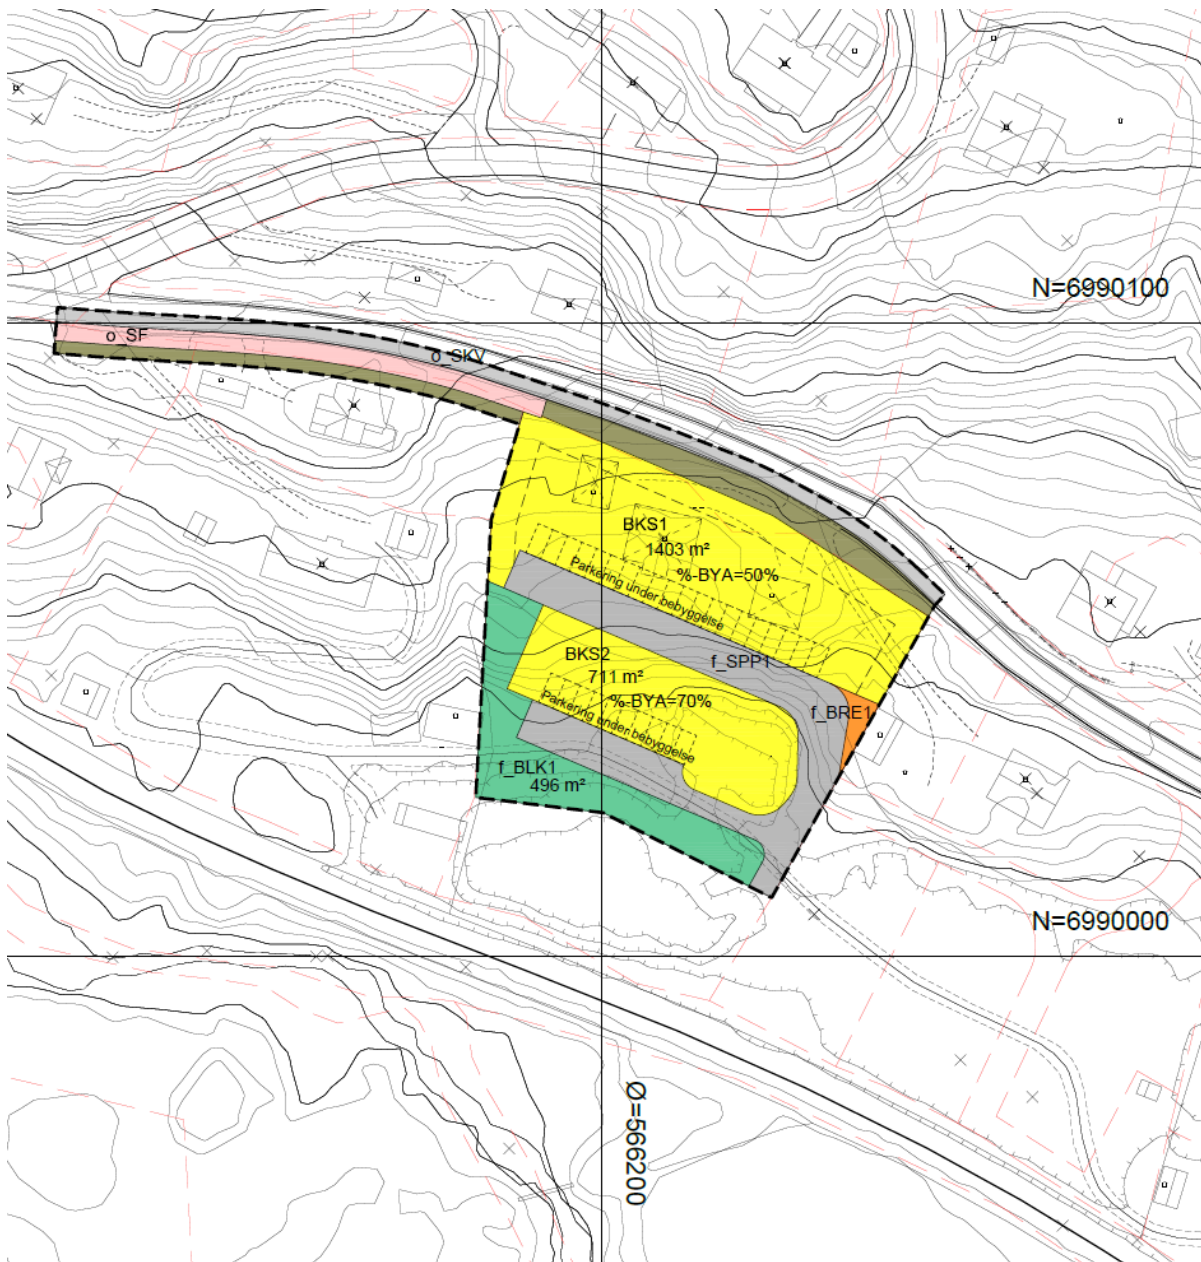 N=6990100
o_SF
o_SKV
BKS1
1403 m²
%-BYA=50%
Parkering under bebyggelse
f_SPP1
BKS2
711 m²
%-BYA=70%
Parkering under bebyggelse
f_BRE1
f_BLK1
496 m²
N=6990000
Ø=566200